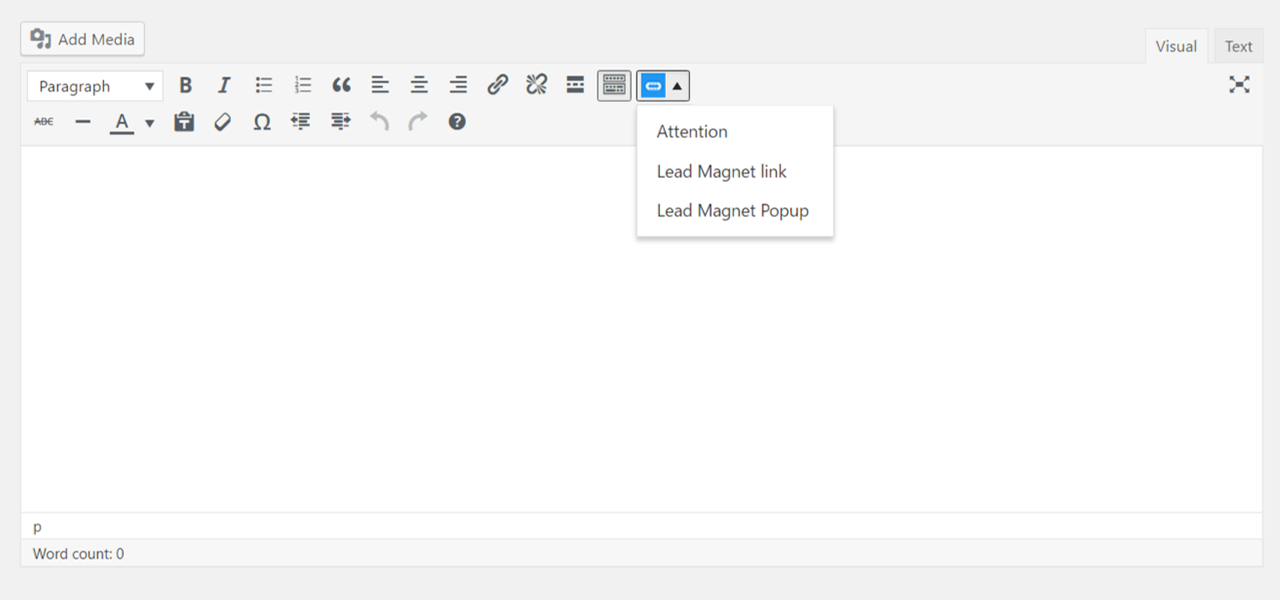 Add Media
Visual
Text
Paragraph
B
I
ABC
A
Ω
Attention
Lead Magnet link
Lead Magnet Popup
p
Word count: 0